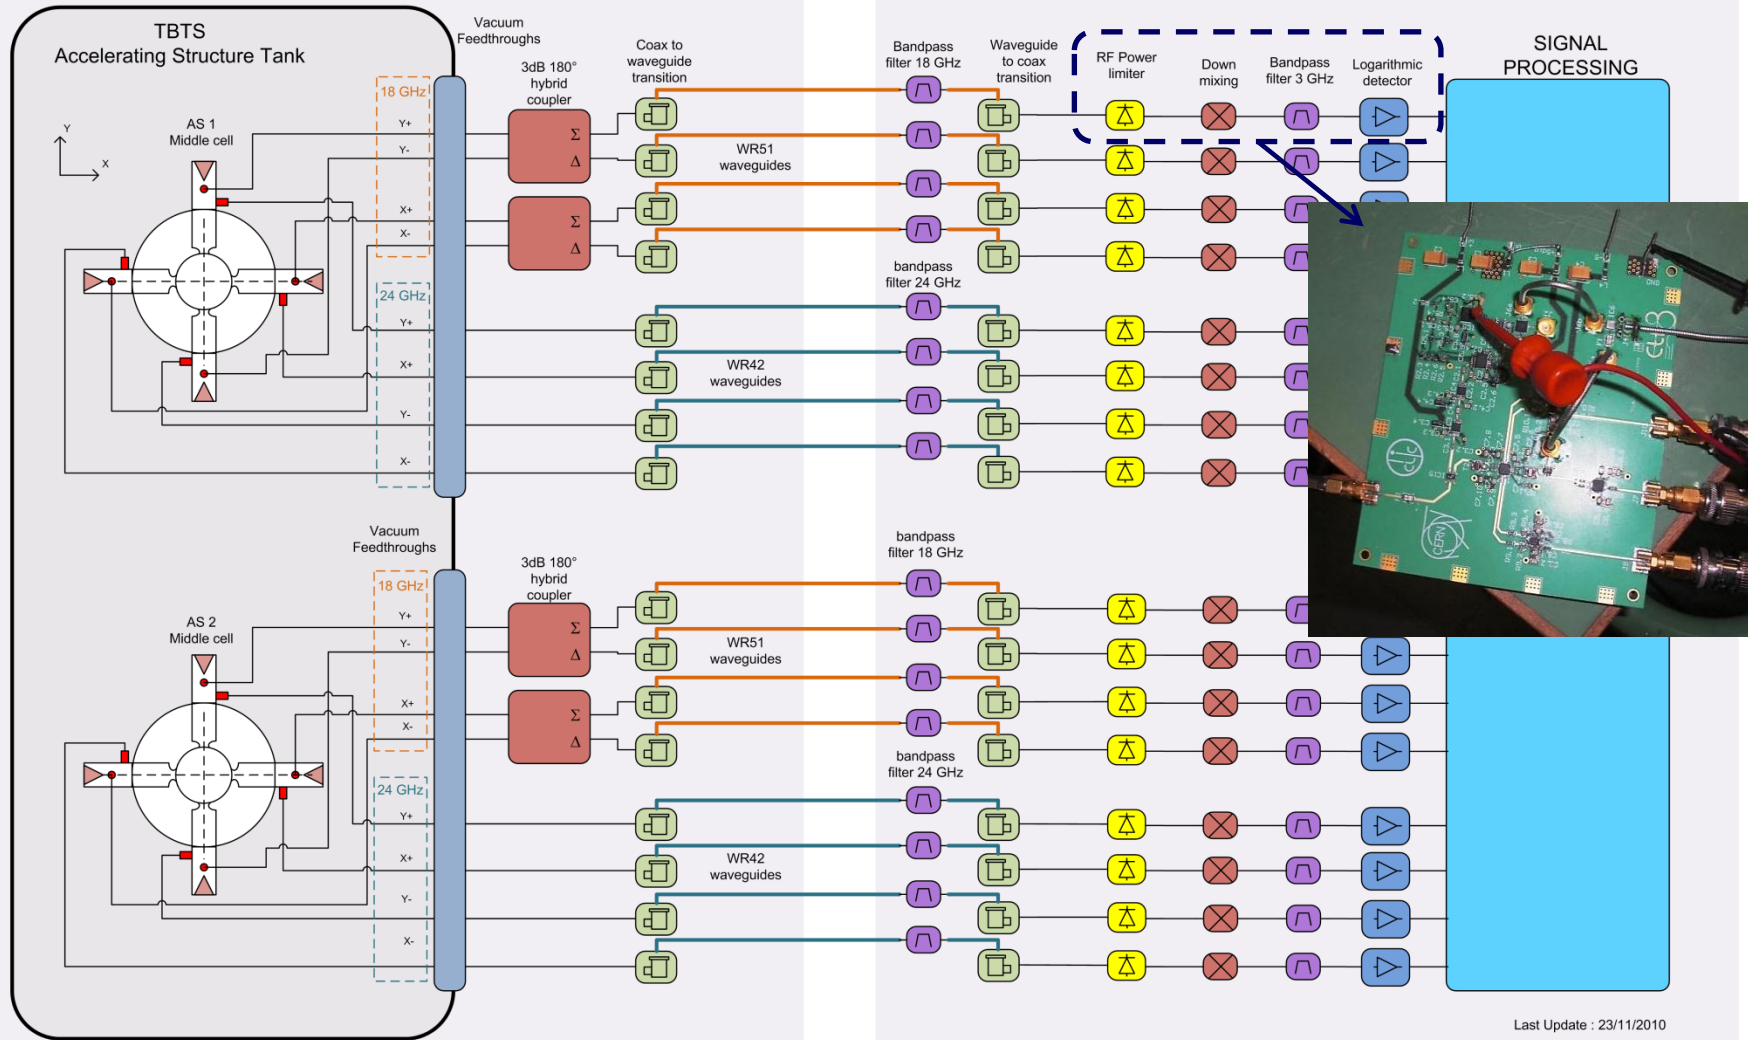 TBTS
Accelerating Structure Tank
Vacuum
Feedthroughs
3dB 180°
hybrid
coupler
Coax to
waveguide
transition
Bandpass
filter 18 GHz
Waveguide
to coax
transition
RF Power
limiter
Down
mixing
Bandpass
filter 3 GHz
Logarithmic
detector
SIGNAL
PROCESSING
18 GHz
Y
X
AS 1
Middle cell
Y+
Y-
X+
X-
Σ
Δ
Σ
Δ
WR51
waveguides
24 GHz
Y+
X+
Y-
X-
bandpass
filter 24 GHz
WR42
waveguides
GND
clic
CERN
Vacuum
Feedthroughs
3dB 180°
hybrid
coupler
bandpass
filter 18 GHz
18 GHz
AS 2
Middle cell
Y+
Y-
X+
X-
Σ
Δ
Σ
Δ
WR51
waveguides
24 GHz
Y+
X+
Y-
X-
bandpass
filter 24 GHz
WR42
waveguides
Last Update : 23/11/2010